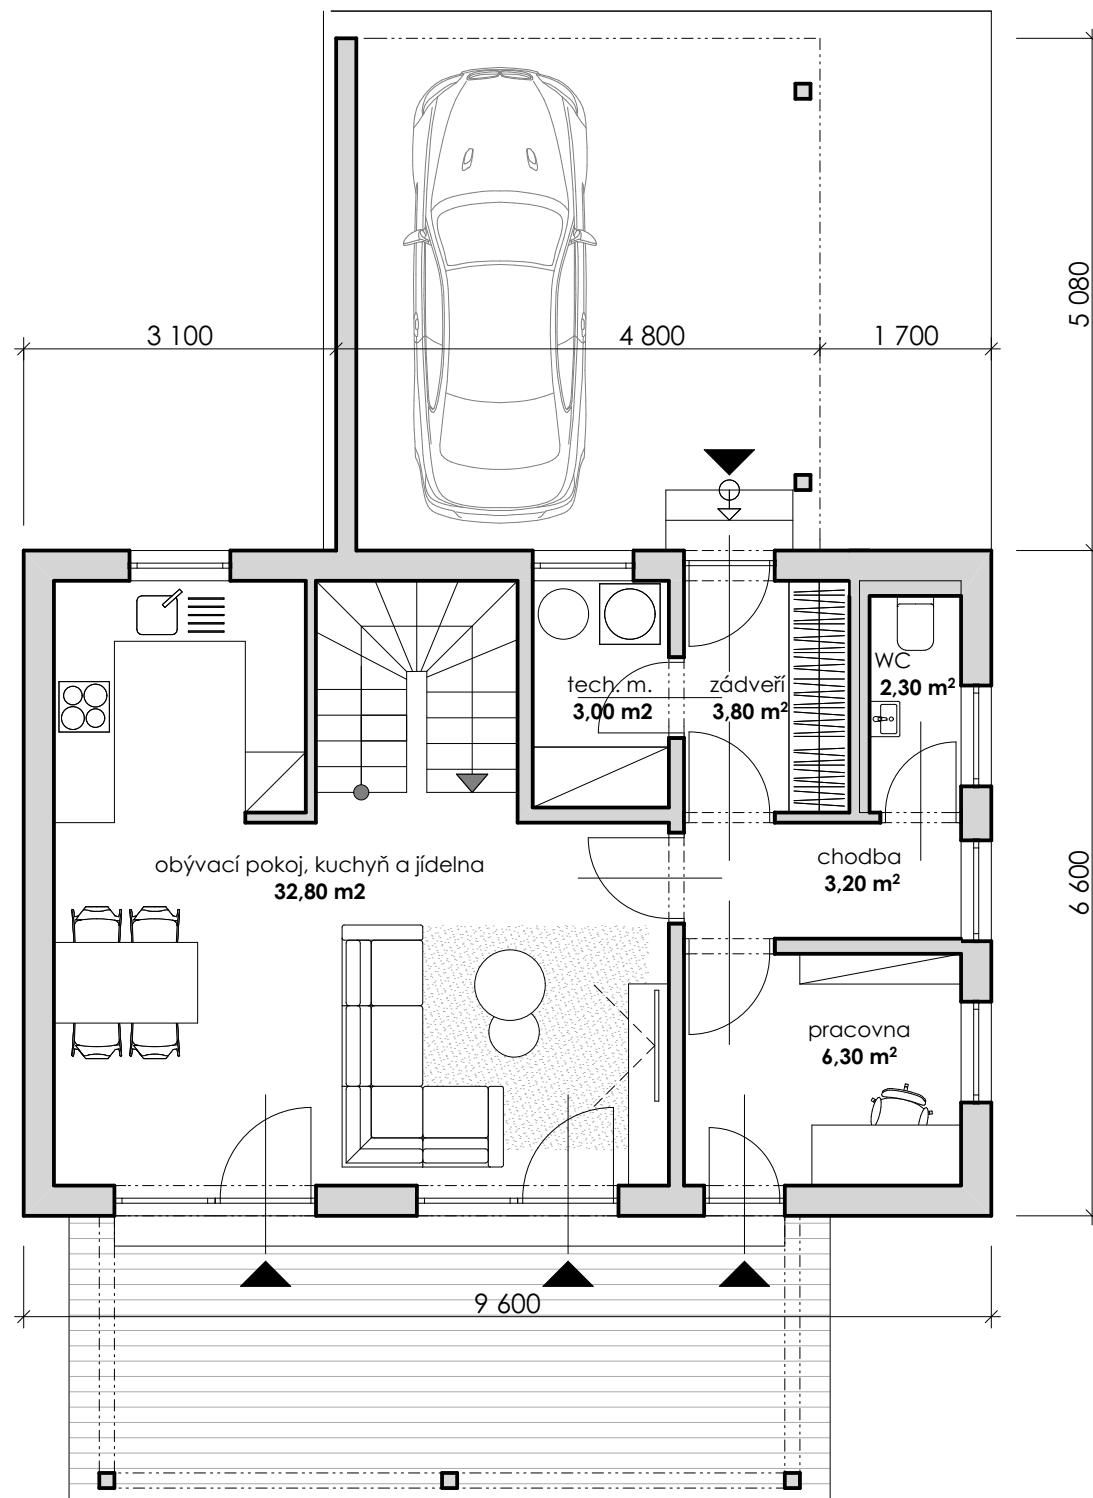 5 080
3 100
4 800
1 700
WC
2,30 m²
tech. m.
3,00 m2
zádveří
3,80 m²
obývací pokoj, kuchyň a jídelna
32,80 m2
chodba
3,20 m²
6 600
pracovna
6,30 m²
9 600